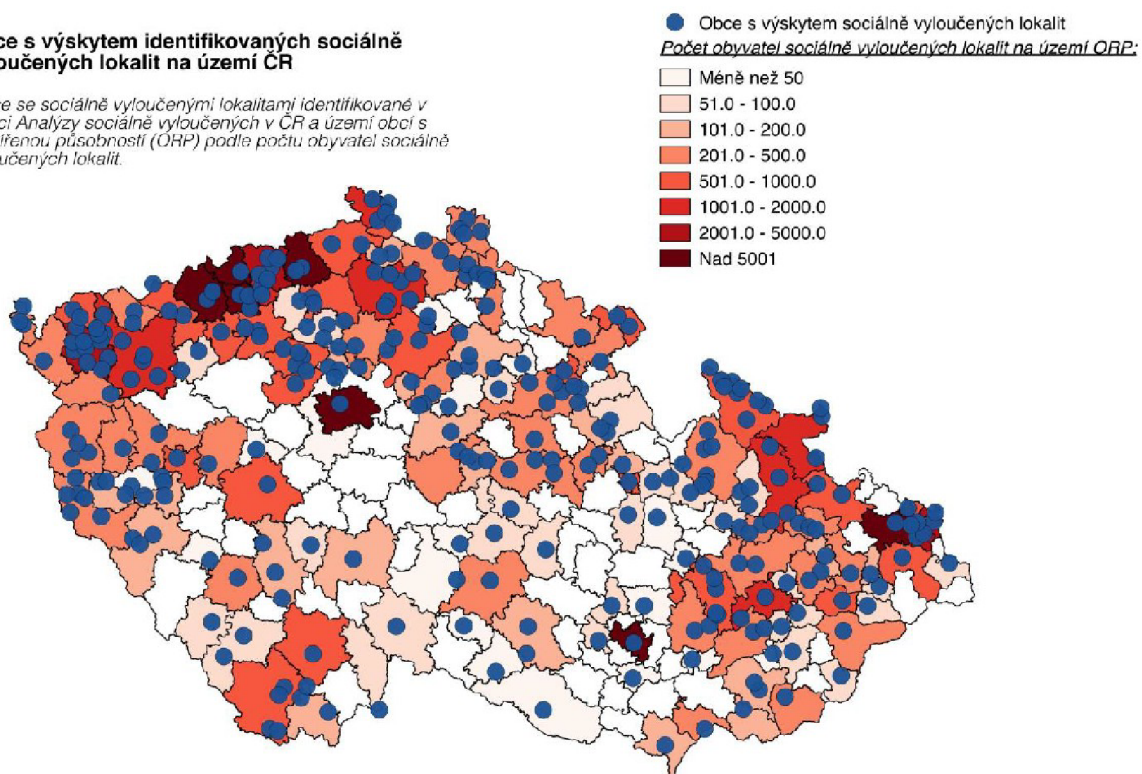 ce s výskytem identifikovaných sociálně
oučených lokalit na území ČR
e se sociálně vyloučenými lokalitami identifikované v
ci Analýzy sociálně vyloučených v ČR a území obcí s
ířenou působností (ORP) podle počtu obyvatel sociálně
učených lokalit.
Obce s výskytem sociálně vyloučených lokalit
Počet obyvatel sociálně vyloučených lokalit na území ORP:
Méně než 50
51.0 - 100.0
101.0 - 200.0
201.0 - 500.0
501.0 - 1000.0
1001.0 - 2000.0
2001.0 - 5000.0
Nad 5001